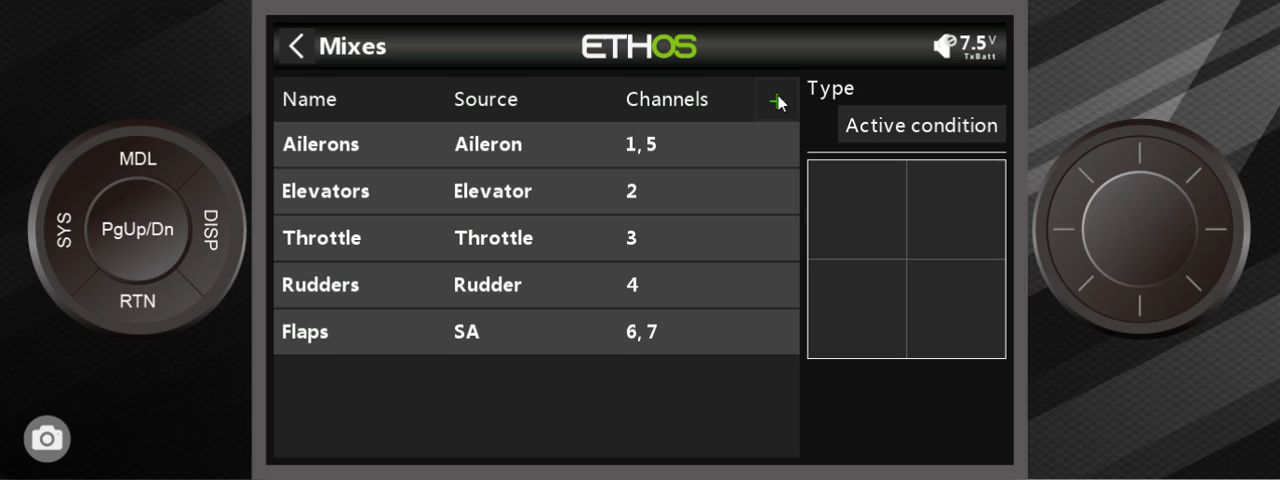 Mixes
ETHOS
7.5V
TxBatt
Name Source Channels +
Ailerons Aileron 1, 5
Elevators Elevator 2
Throttle Throttle 3
Rudders Rudder 4
Flaps SA 6, 7
Type
Active condition
MDL
SYS
PgUp/Dn
DISP
RTN